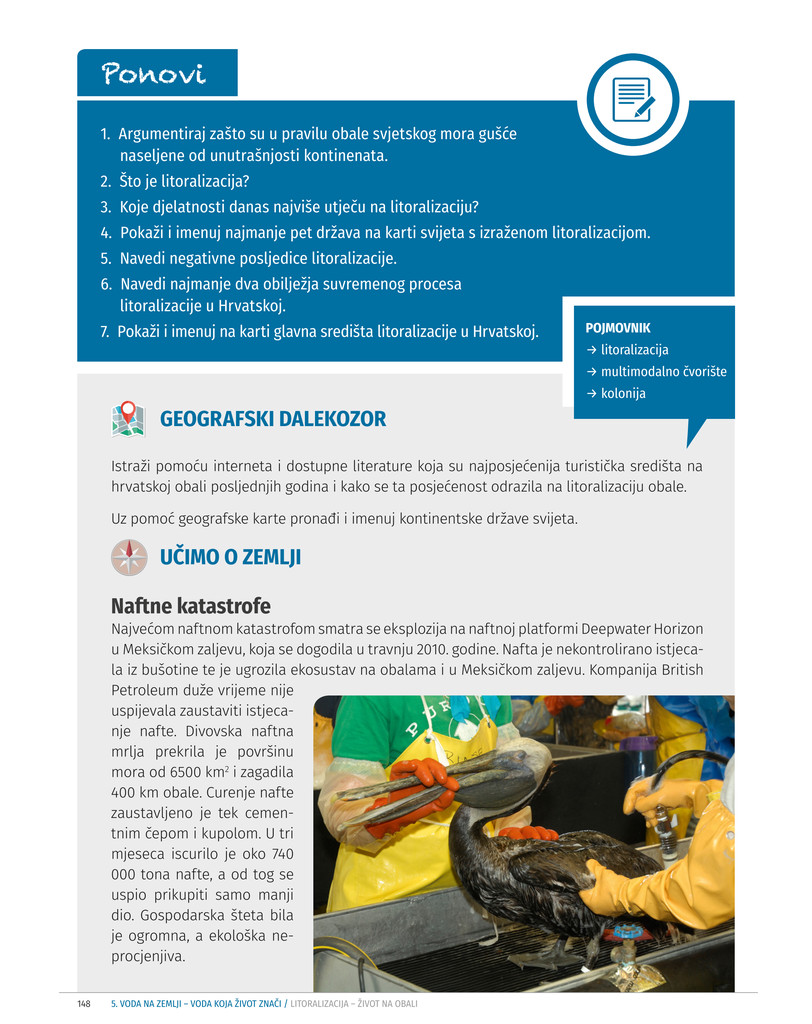 Ponovi
1. Argumentiraj zašto su u pravilu obale svjetskog mora gušće
naseljene od unutrašnjosti kontinenata.
2. Što je litoralizacija?
3. Koje djelatnosti danas najviše utječu na litoralizaciju?
4. Pokaži i imenuj najmanje pet država na karti svijeta s izraženom litoralizacijom.
5. Navedi negativne posljedice litoralizacije.
6. Navedi najmanje dva obilježja suvremenog procesa
litoralizacije u Hrvatskoj.
7. Pokaži i imenuj na karti glavna središta litoralizacije u Hrvatskoj.
POJMOVNIK
→ litoralizacija
→ multimodalno čvorište
→ kolonija
GEOGRAFSKI DALEKOZOR
Istraži pomoću interneta i dostupne literature koja su najposjećenija turistička središta na
hrvatskoj obali posljednjih godina i kako se ta posjećenost odrazila na litoralizaciju obale.
Uz pomoć geografske karte pronađi i imenuj kontinentske države svijeta.
UČIMO O ZEMLJI
Naftne katastrofe
Najvećom naftnom katastrofom smatra se eksplozija na naftnoj platformi Deepwater Horizon
u Meksičkom zaljevu, koja se dogodila u travnju 2010. godine. Nafta je nekontrolirano istjeca-
la iz bušotine te je ugrozila ekosustav na obalama i u Meksičkom zaljevu. Kompanija British
Petroleum duže vrijeme nije
uspijevala zaustaviti istjeca-
nje nafte. Divovska naftna
mrlja prekrila je površinu
mora od 6500 km² i zagadila
400 km obale. Curenje nafte
zaustavljeno je tek cemen-
tnim čepom i kupolom. U tri
mjeseca iscurilo je oko 740
000 tona nafte, a od tog se
uspio prikupiti samo manji
dio. Gospodarska šteta bila
je ogromna, a ekološka ne-
procjenjiva.
148 5. VODA NA ZEMLJI – VODA KOJA ŽIVOT ZNAČI / LITORALIZACIJA – ŽIVOT NA OBALI